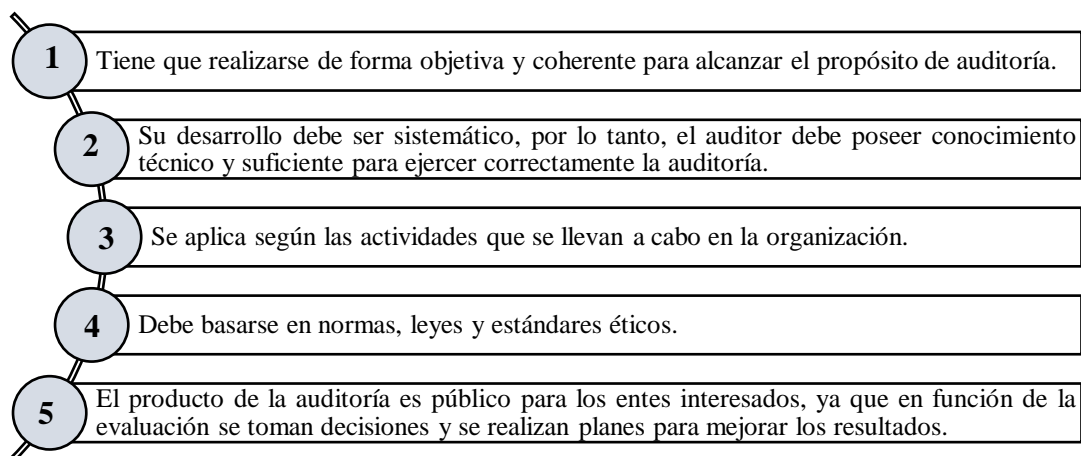 1
Tiene que realizarse de forma objetiva y coherente para alcanzar el propósito de auditoría.
2
Su desarrollo debe ser sistemático, por lo tanto, el auditor debe poseer conocimiento
técnico y suficiente para ejercer correctamente la auditoría.
3
Se aplica según las actividades que se llevan a cabo en la organización.
4
Debe basarse en normas, leyes y estándares éticos.
5
El producto de la auditoría es público para los entes interesados, ya que en función de la
evaluación se toman decisiones y se realizan planes para mejorar los resultados.